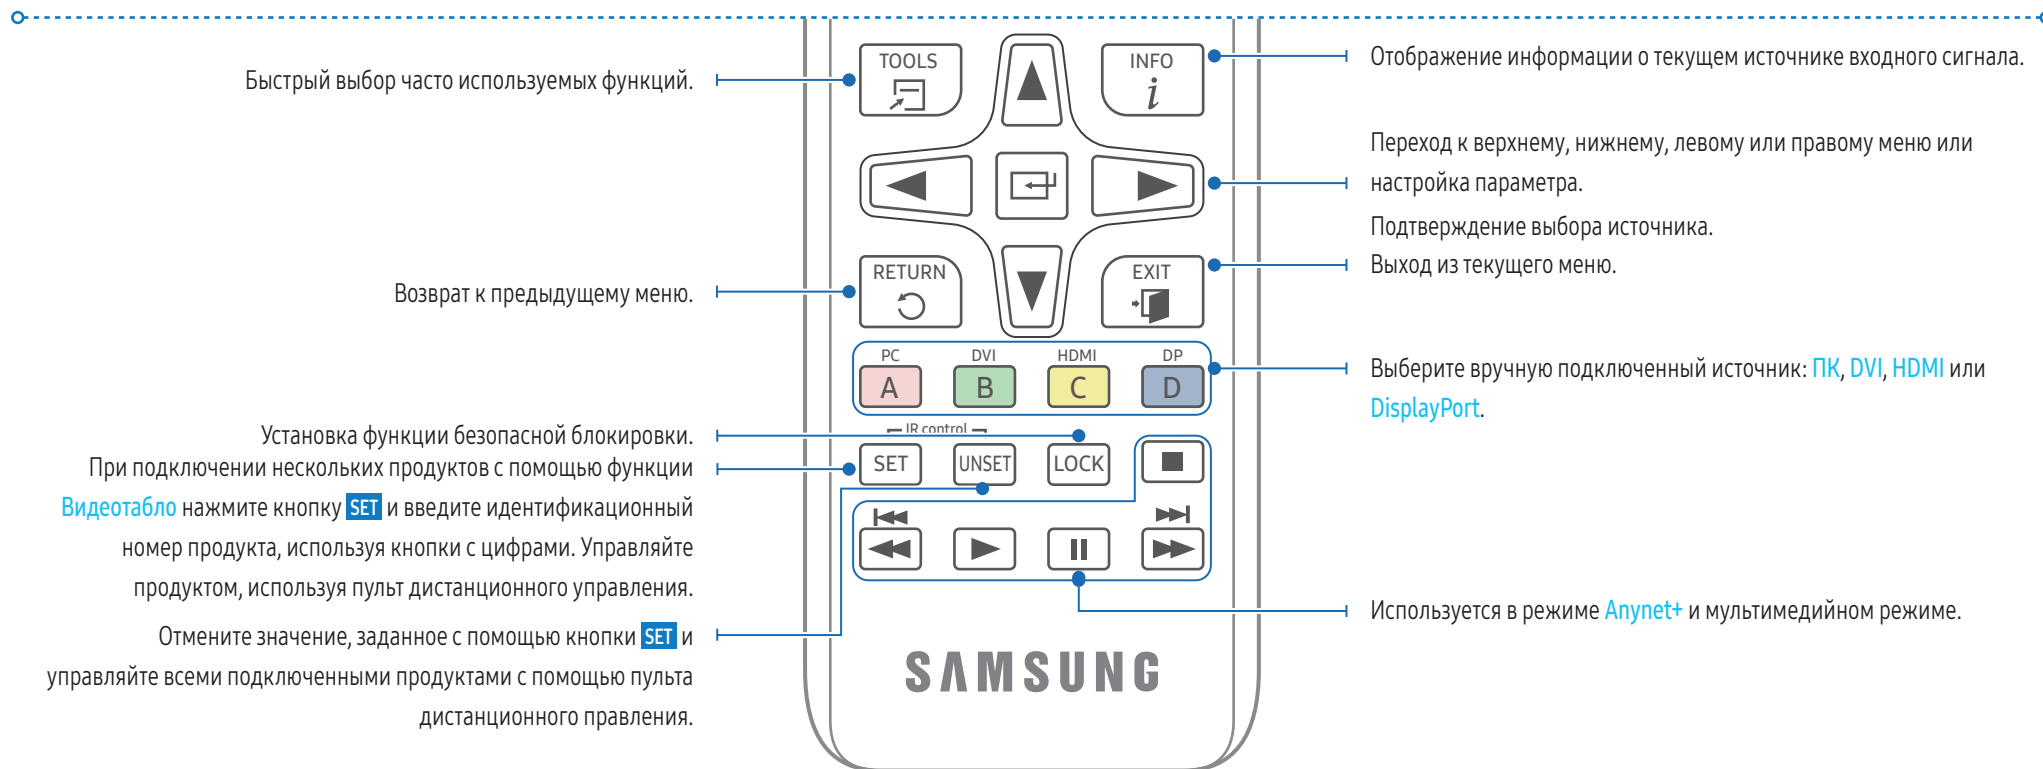 TOOLS
INFO
i
Быстрый выбор часто используемых функций.
Отображение информации о текущем источнике входного сигнала.
Переход к верхнему, нижнему, левому или правому меню или
настройка параметра.
Подтверждение выбора источника.
RETURN
EXIT
Возврат к предыдущему меню.
Выход из текущего меню.
PC DVI HDMI DP
A B C D
Выберите вручную подключенный источник: ПК, DVI, HDMI или
DisplayPort.
IR control
SET UNSET LOCK
Установка функции безопасной блокировки.
При подключении нескольких продуктов с помощью функции
Видеотабло нажмите кнопку SET и введите идентификационный
номер продукта, используя кнопки с цифрами. Управляйте
продуктом, используя пульт дистанционного управления.
Отмените значение, заданное с помощью кнопки SET и
управляйте всеми подключенными продуктами с помощью пульта
дистанционного правления.
Используется в режиме Anynet+ и мультимедийном режиме.
SAMSUNG